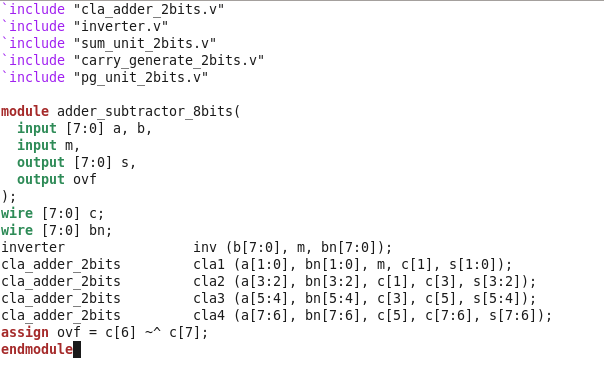 `include "cla_adder_2bits.v"
`include "inverter.v"
`include "sum_unit_2bits.v"
`include "carry_generate_2bits.v"
`include "pg_unit_2bits.v"

module adder_subtractor_8bits(
  input [7:0] a, b,
  input m,
  output [7:0] s,
  output ovf
);
wire [7:0] c;
wire [7:0] bn;
inverter                inv (b[7:0], m, bn[7:0]);
cla_adder_2bits         cla1 (a[1:0], bn[1:0], m, c[1], s[1:0]);
cla_adder_2bits         cla2 (a[3:2], bn[3:2], c[1], c[3], s[3:2]);
cla_adder_2bits         cla3 (a[5:4], bn[5:4], c[3], c[5], s[5:4]);
cla_adder_2bits         cla4 (a[7:6], bn[7:6], c[5], c[7:6], s[7:6]);
assign ovf = c[6] ~^ c[7];
endmodule